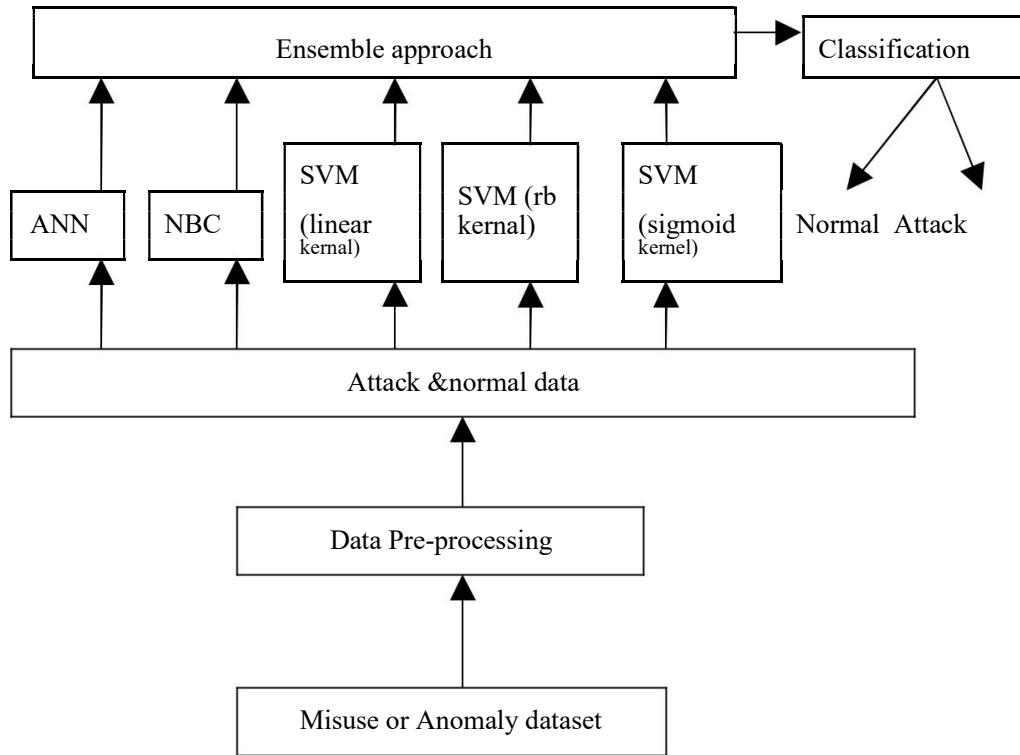 Ensemble approach
Classification
ANN
NBC
SVM
(linear
kernal)
SVM (rb
kernal)
SVM
(sigmoid
kernel)
Normal Attack
Attack &normal data
Data Pre-processing
Misuse or Anomaly dataset